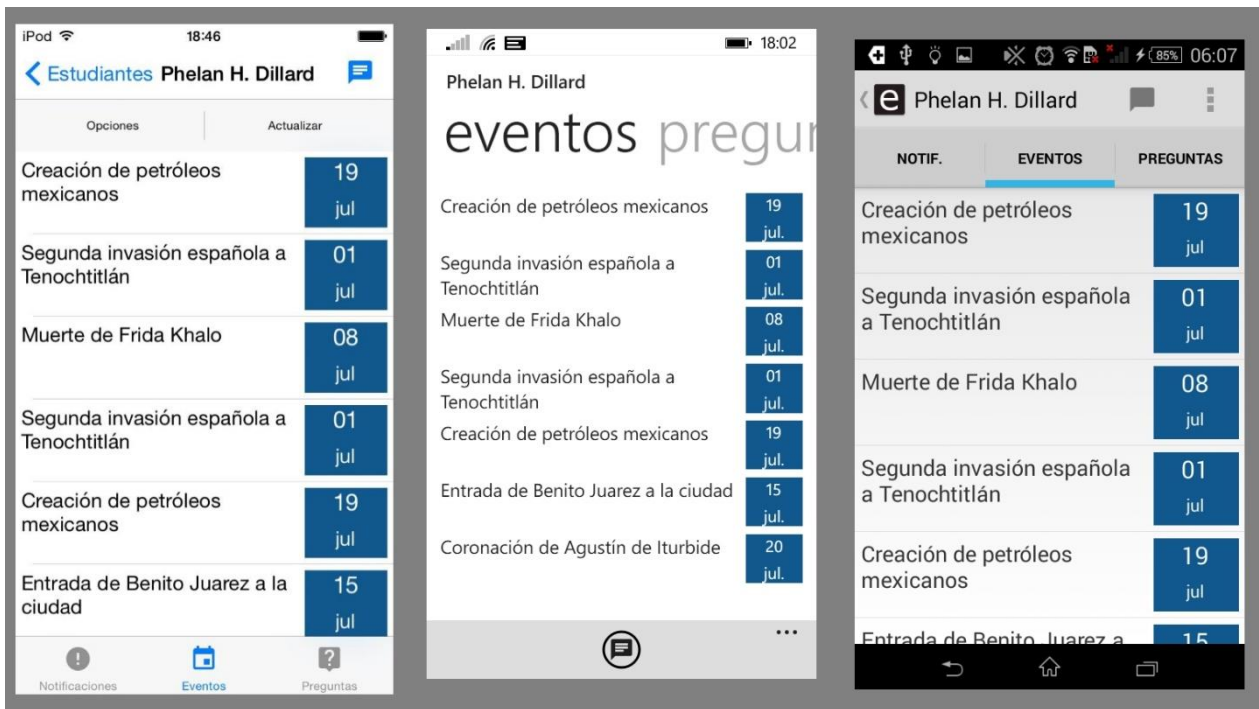 iPod 18:46
Estudiantes Phelan H. Dillard
Opciones Actualizar
Creación de petróleos
mexicanos
19
jul
Segunda invasión española a
Tenochtitlán
01
jul
Muerte de Frida Khalo
08
jul
Segunda invasión española a
Tenochtitlán
01
jul
Creación de petróleos
mexicanos
19
jul
Entrada de Benito Juarez a la
ciudad
15
jul
Notificaciones Eventos Preguntas
18:02
Phelan H. Dillard
eventos pregun
Creación de petróleos mexicanos
19
jul.
Segunda invasión española a
Tenochtitlán
01
jul.
Muerte de Frida Khalo
08
jul.
Segunda invasión española a
Tenochtitlán
01
jul.
Creación de petróleos mexicanos
19
jul.
Entrada de Benito Juarez a la ciudad
15
jul.
Coronación de Agustín de Iturbide
20
jul.
85% 06:07
e Phelan H. Dillard
NOTIF. EVENTOS PREGUNTAS
Creación de petróleos
mexicanos
19
jul
Segunda invasión española
a Tenochtitlán
01
jul
Muerte de Frida Khalo
08
jul
Segunda invasión española
a Tenochtitlán
01
jul
Creación de petróleos
mexicanos
19
jul
Entrada de Benito Juarez a
15